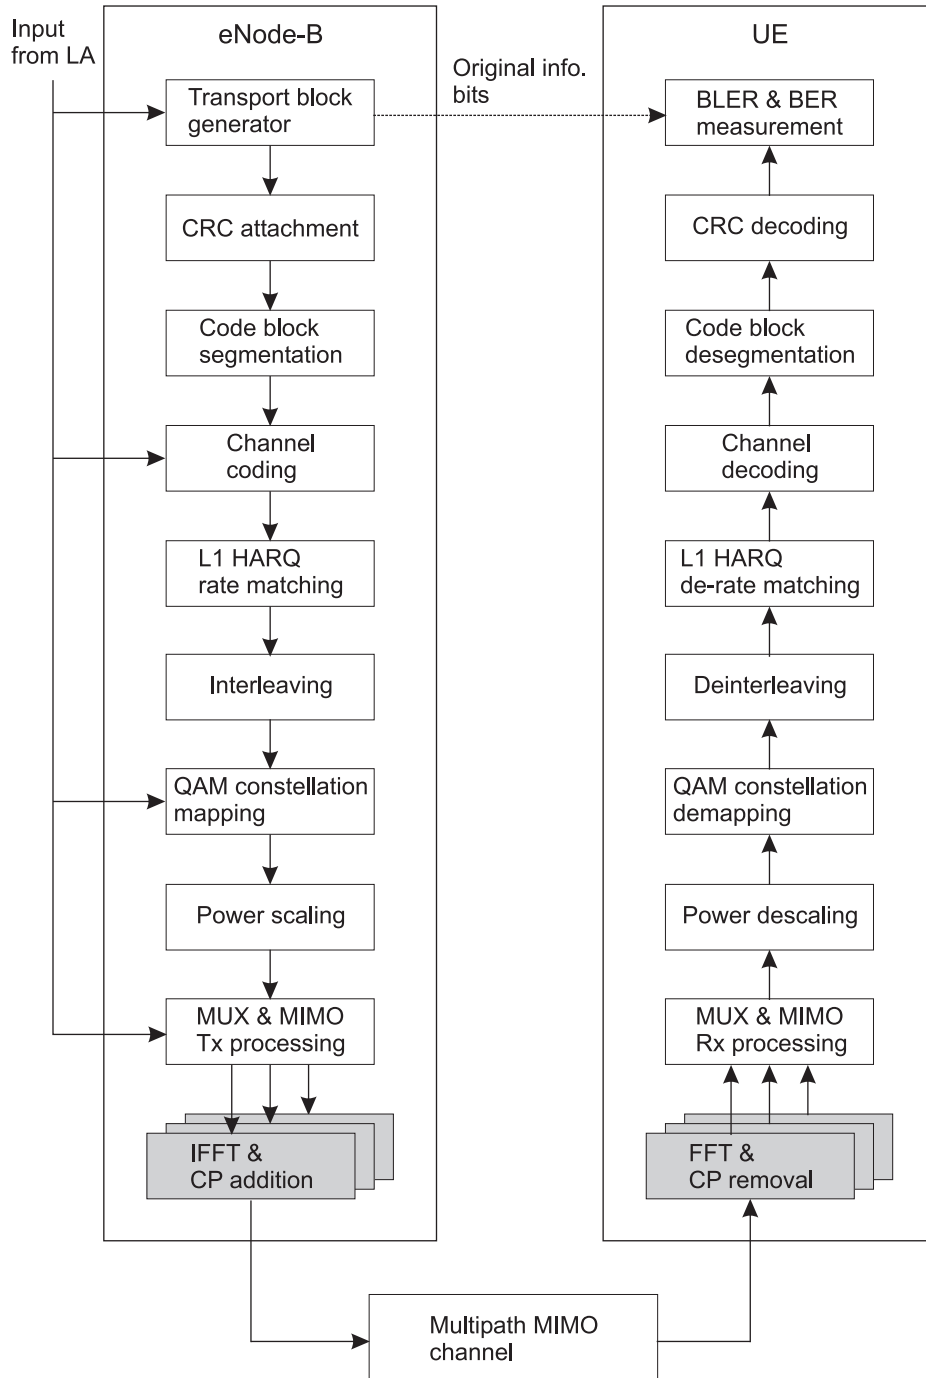 Input
from LA
eNode-B
Transport block
generator
CRC attachment
Code block
segmentation
Channel
coding
L1 HARQ
rate matching
Interleaving
QAM constellation
mapping
Power scaling
MUX & MIMO
Tx processing
IFFT &
CP addition
Original info.
bits
UE
BLER & BER
measurement
CRC decoding
Code block
desegmentation
Channel
decoding
L1 HARQ
de-rate matching
Deinterleaving
QAM constellation
demapping
Power descaling
MUX & MIMO
Rx processing
FFT &
CP removal
Multipath MIMO
channel